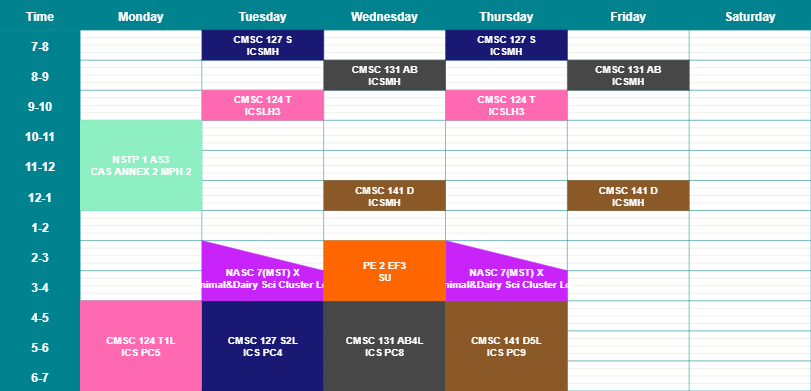 Time Monday Tuesday Wednesday Thursday Friday Saturday
7-8
CMSC 127 S
ICSMH
CMSC 127 S
ICSMH
8-9
CMSC 131 AB
ICSMH
CMSC 131 AB
ICSMH
9-10
CMSC 124 T
ICSLH3
CMSC 124 T
ICSLH3
10-11
NSTP 1 AS3
CAS ANNEX 2 MPH 2
11-12
12-1
CMSC 141 D
ICSMH
CMSC 141 D
ICSMH
1-2
2-3
NASC 7(MST) X
nimal&Dairy Sci Cluster Le
PE 2 EF3
SU
NASC 7(MST) X
nimal&Dairy Sci Cluster Le
3-4
4-5
CMSC 124 T1L
ICS PC5
CMSC 127 S2L
ICS PC4
CMSC 131 AB4L
ICS PC8
CMSC 141 D5L
ICS PC9
5-6
6-7